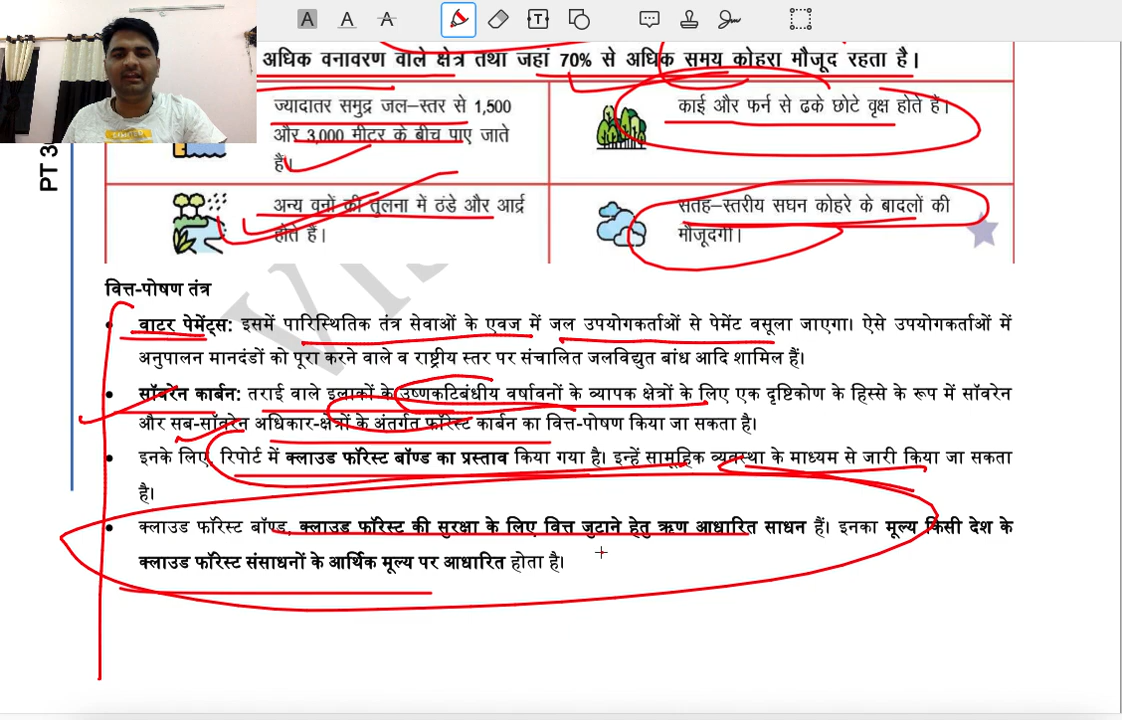 अधिक वनावरण वाले क्षेत्र तथा जहां 70% से अधिक समय कोहरा मौजूद रहता है।
ज्यादातर समुद्र जल–स्तर से 1,500
और 3,000 मीटर के बीच पाए जाते
हैं।
काई और फर्न से ढके छोटे वृक्ष होते हैं।
अन्य वनों की तुलना में ठंडे और आर्द्र
होते हैं।
सतह–स्तरीय सघन कोहरे के बादलों की
मौजूदगी।
PT 3
वित्त-पोषण तंत्र
• वाटर पेमेंट्स: इसमें पारिस्थितिक तंत्र सेवाओं के एवज में जल उपयोगकर्ताओं से पेमेंट वसूला जाएगा। ऐसे उपयोगकर्ताओं में
अनुपालन मानदंडों को पूरा करने वाले व राष्ट्रीय स्तर पर संचालित जलविद्युत बांध आदि शामिल हैं।
• सॉवरेन कार्बन: तराई वाले इलाकों के उष्णकटिबंधीय वर्षावनों के व्यापक क्षेत्रों के लिए एक दृष्टिकोण के हिस्से के रूप में सॉवरेन
और सब-सॉवरेन अधिकार-क्षेत्रों के अंतर्गत फॉरेस्ट कार्बन का वित्त-पोषण किया जा सकता है।
• इनके लिए, रिपोर्ट में क्लाउड फॉरेस्ट बॉण्ड का प्रस्ताव किया गया है। इन्हें सामूहिक व्यवस्था के माध्यम से जारी किया जा सकता
है।
• क्लाउड फॉरेस्ट बॉण्ड, क्लाउड फॉरेस्ट की सुरक्षा के लिए वित्त जुटाने हेतु ऋण आधारित साधन हैं। इनका मूल्य किसी देश के
क्लाउड फॉरेस्ट संसाधनों के आर्थिक मूल्य पर आधारित होता है।